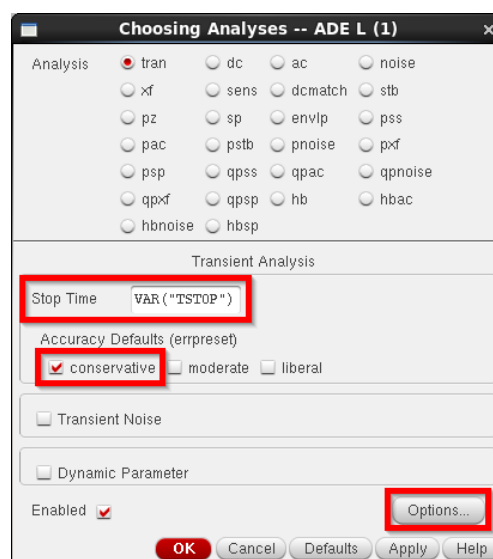 Choosing Analyses -- ADE L (1)
Analysis tran dc ac noise
xf sens dcmatch stb
pz sp envlp pss
pac pstb pnoise pxf
psp qpss qpac qpnoise
qpxf qpsp hb hbac
hbnoise hbsp
Transient Analysis
Stop Time VAR("TSTOP")
Accuracy Defaults (errpreset)
conservative moderate liberal
Transient Noise
Dynamic Parameter
Enabled Options...
OK Cancel Defaults Apply Help